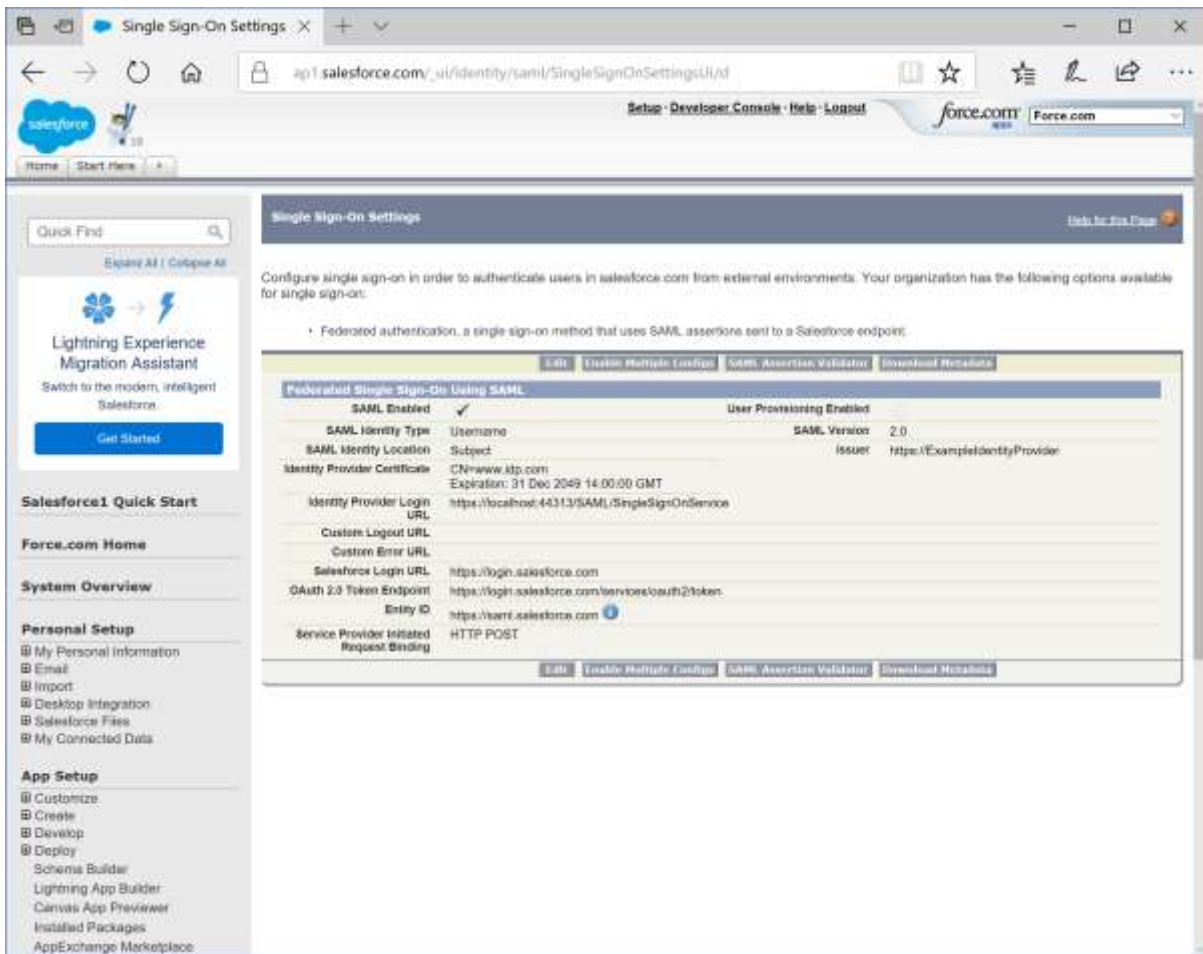 Single Sign-On Settings
ap1.salesforce.com/_ui/identity/saml/SingleSignOnSettingsUi/d
salesforce
Setup · Developer Console · Help · Logout
force.com
apps
Force.com
Home
Start Here
+
Quick Find
Expand All | Collapse All
Lightning Experience
Migration Assistant
Switch to the modern, intelligent
Salesforce.
Get Started
Salesforce1 Quick Start
Force.com Home
System Overview
Personal Setup
My Personal Information
Email
Import
Desktop Integration
Salesforce Files
My Connected Data
App Setup
Customize
Create
Develop
Deploy
Schema Builder
Lightning App Builder
Canvas App Previewer
Installed Packages
AppExchange Marketplace
Single Sign-On Settings
Help for this Page
Configure single sign-on in order to authenticate users in salesforce.com from external environments. Your organization has the following options available
for single sign-on:
• Federated authentication, a single sign-on method that uses SAML assertions sent to a Salesforce endpoint.
Edit Enable Multiple Configs SAML Assertion Validator Download Metadata
Federated Single Sign-On Using SAML
SAML Enabled ✓ User Provisioning Enabled
SAML Identity Type Username SAML Version 2.0
SAML Identity Location Subject Issuer https://ExampleIdentityProvider
Identity Provider Certificate CN=www.idp.com
Expiration: 31 Dec 2049 14:00:00 GMT
Identity Provider Login https://localhost:44313/SAML/SingleSignOnService
URL
Custom Logout URL
Custom Error URL
Salesforce Login URL https://login.salesforce.com
OAuth 2.0 Token Endpoint https://login.salesforce.com/services/oauth2/token
Entity ID https://saml.salesforce.com
Service Provider Initiated HTTP POST
Request Binding
Edit Enable Multiple Configs SAML Assertion Validator Download Metadata